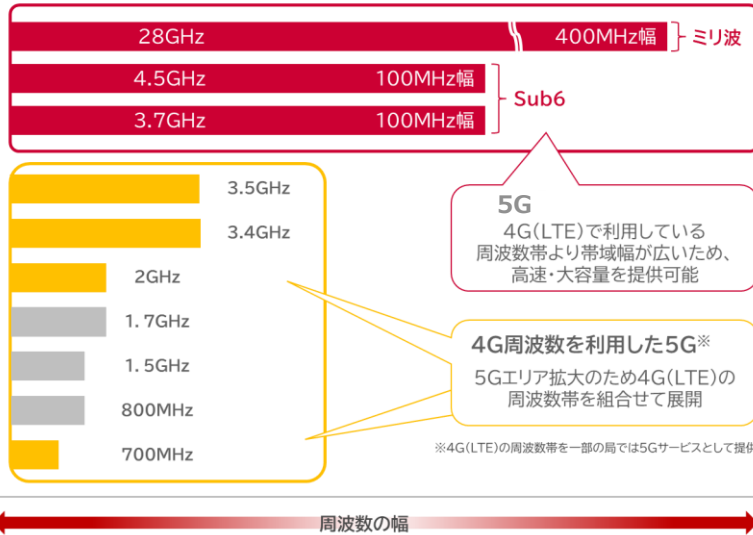 28GHz 400MHz幅 ミリ波
4.5GHz 100MHz幅
Sub6
3.7GHz 100MHz幅
3.5GHz
3.4GHz
2GHz
1.7GHz
1.5GHz
800MHz
700MHz
5G
4G(LTE)で利用している
周波数帯より帯域幅が広いため、
高速・大容量を提供可能
4G周波数を利用した5G※
5Gエリア拡大のため4G(LTE)の
周波数帯を組合せて展開
※4G(LTE)の周波数帯を一部の局では5Gサービスとして提供
周波数の幅